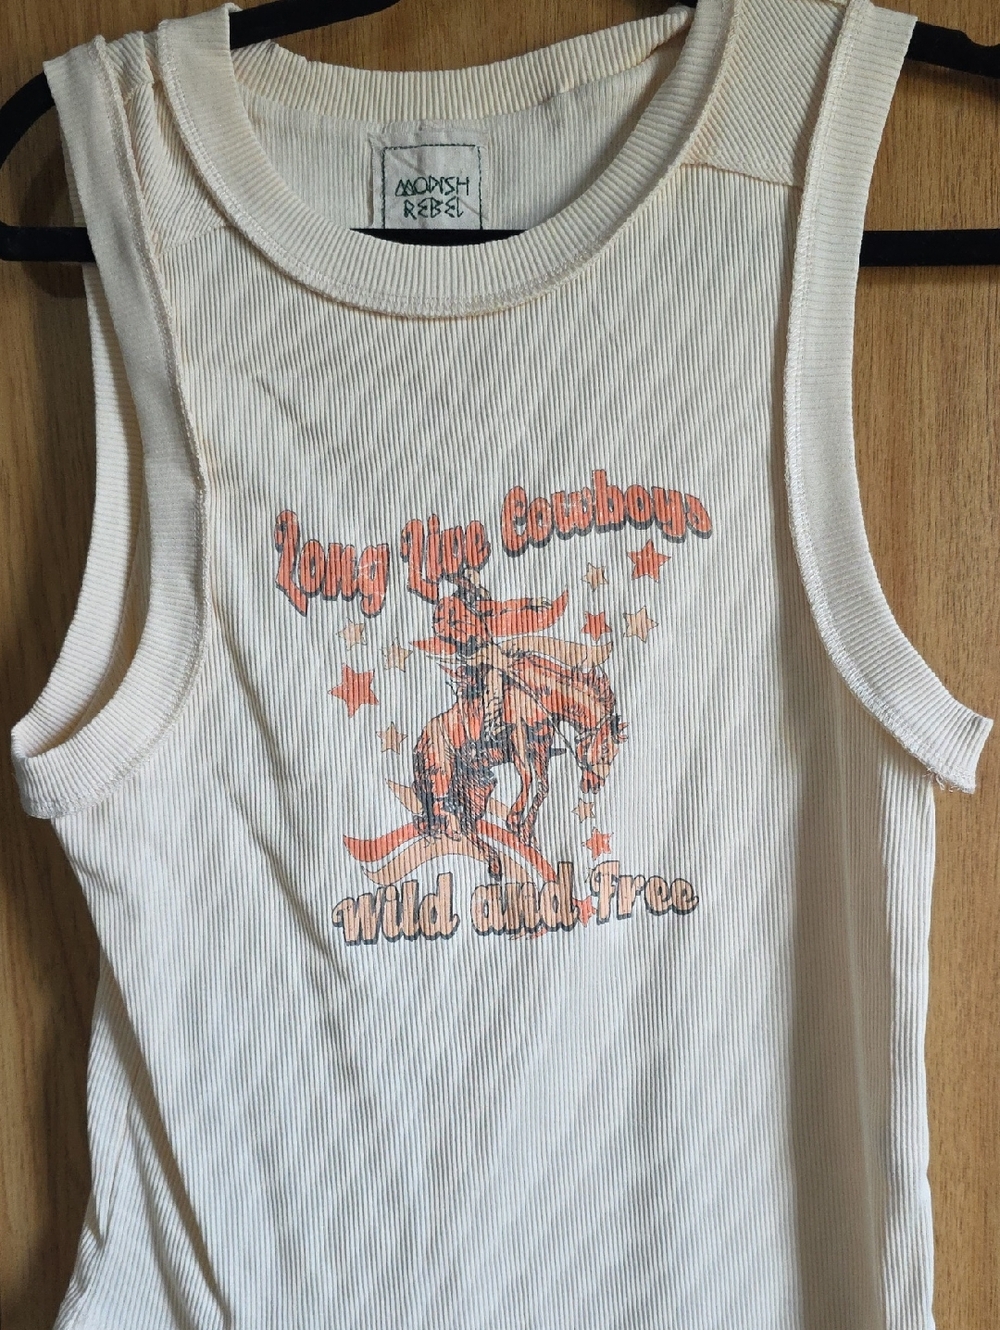 MODISH
REBEL
Long Live Cowboys
Wild and Free